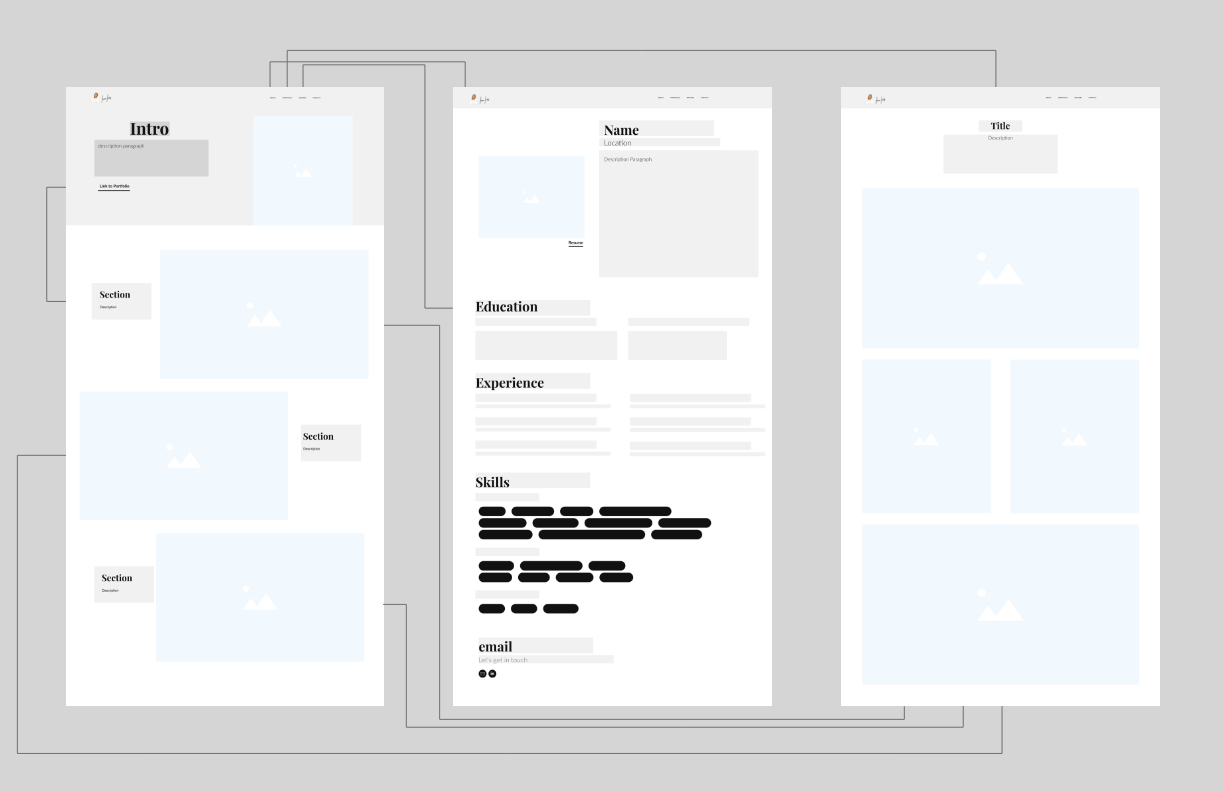 Intro
description paragraph
Link to Portfolio
Section
Description
Section
Description
Section
Description
Name
Location
Description Paragraph
Resume
Education
Experience
Skills
email
Let's get in touch
Title
Description